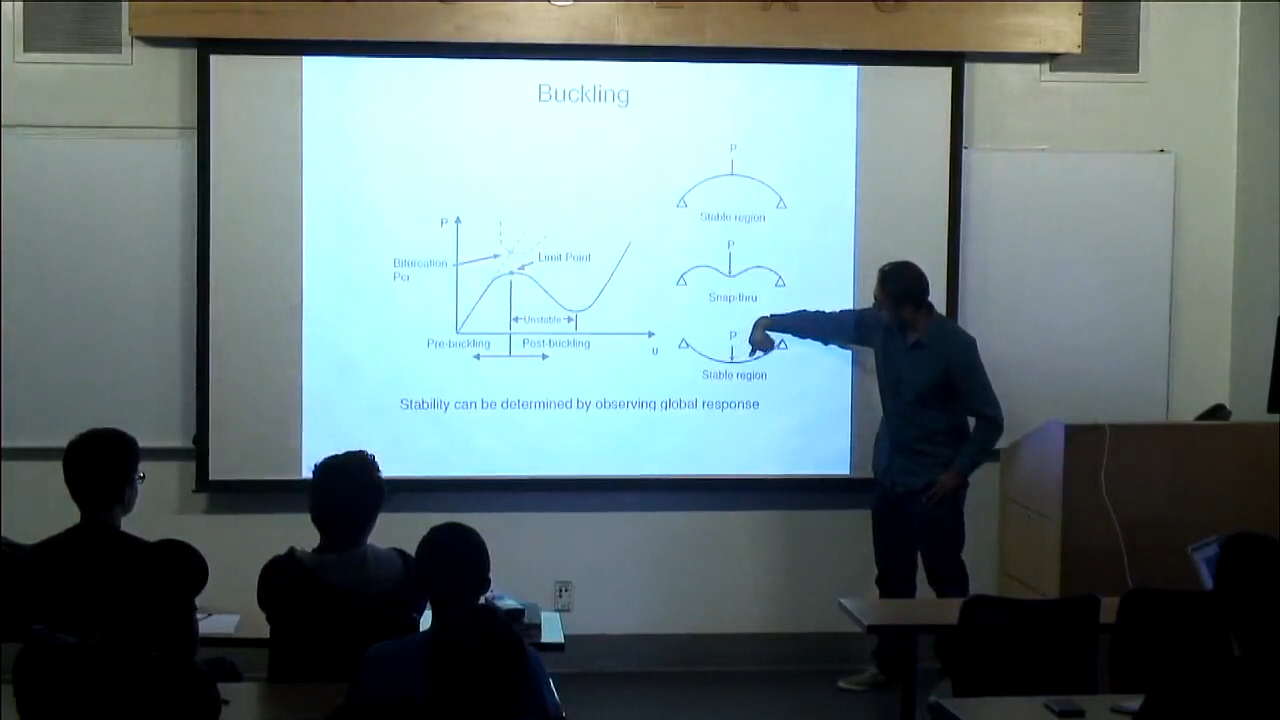 Buckling
P
Bifurcation
Pcr
Limit Point
Unstable
Pre-buckling
Post-buckling
u
P
Stable region
P
Snap-thru
P
Stable region
Stability can be determined by observing global response